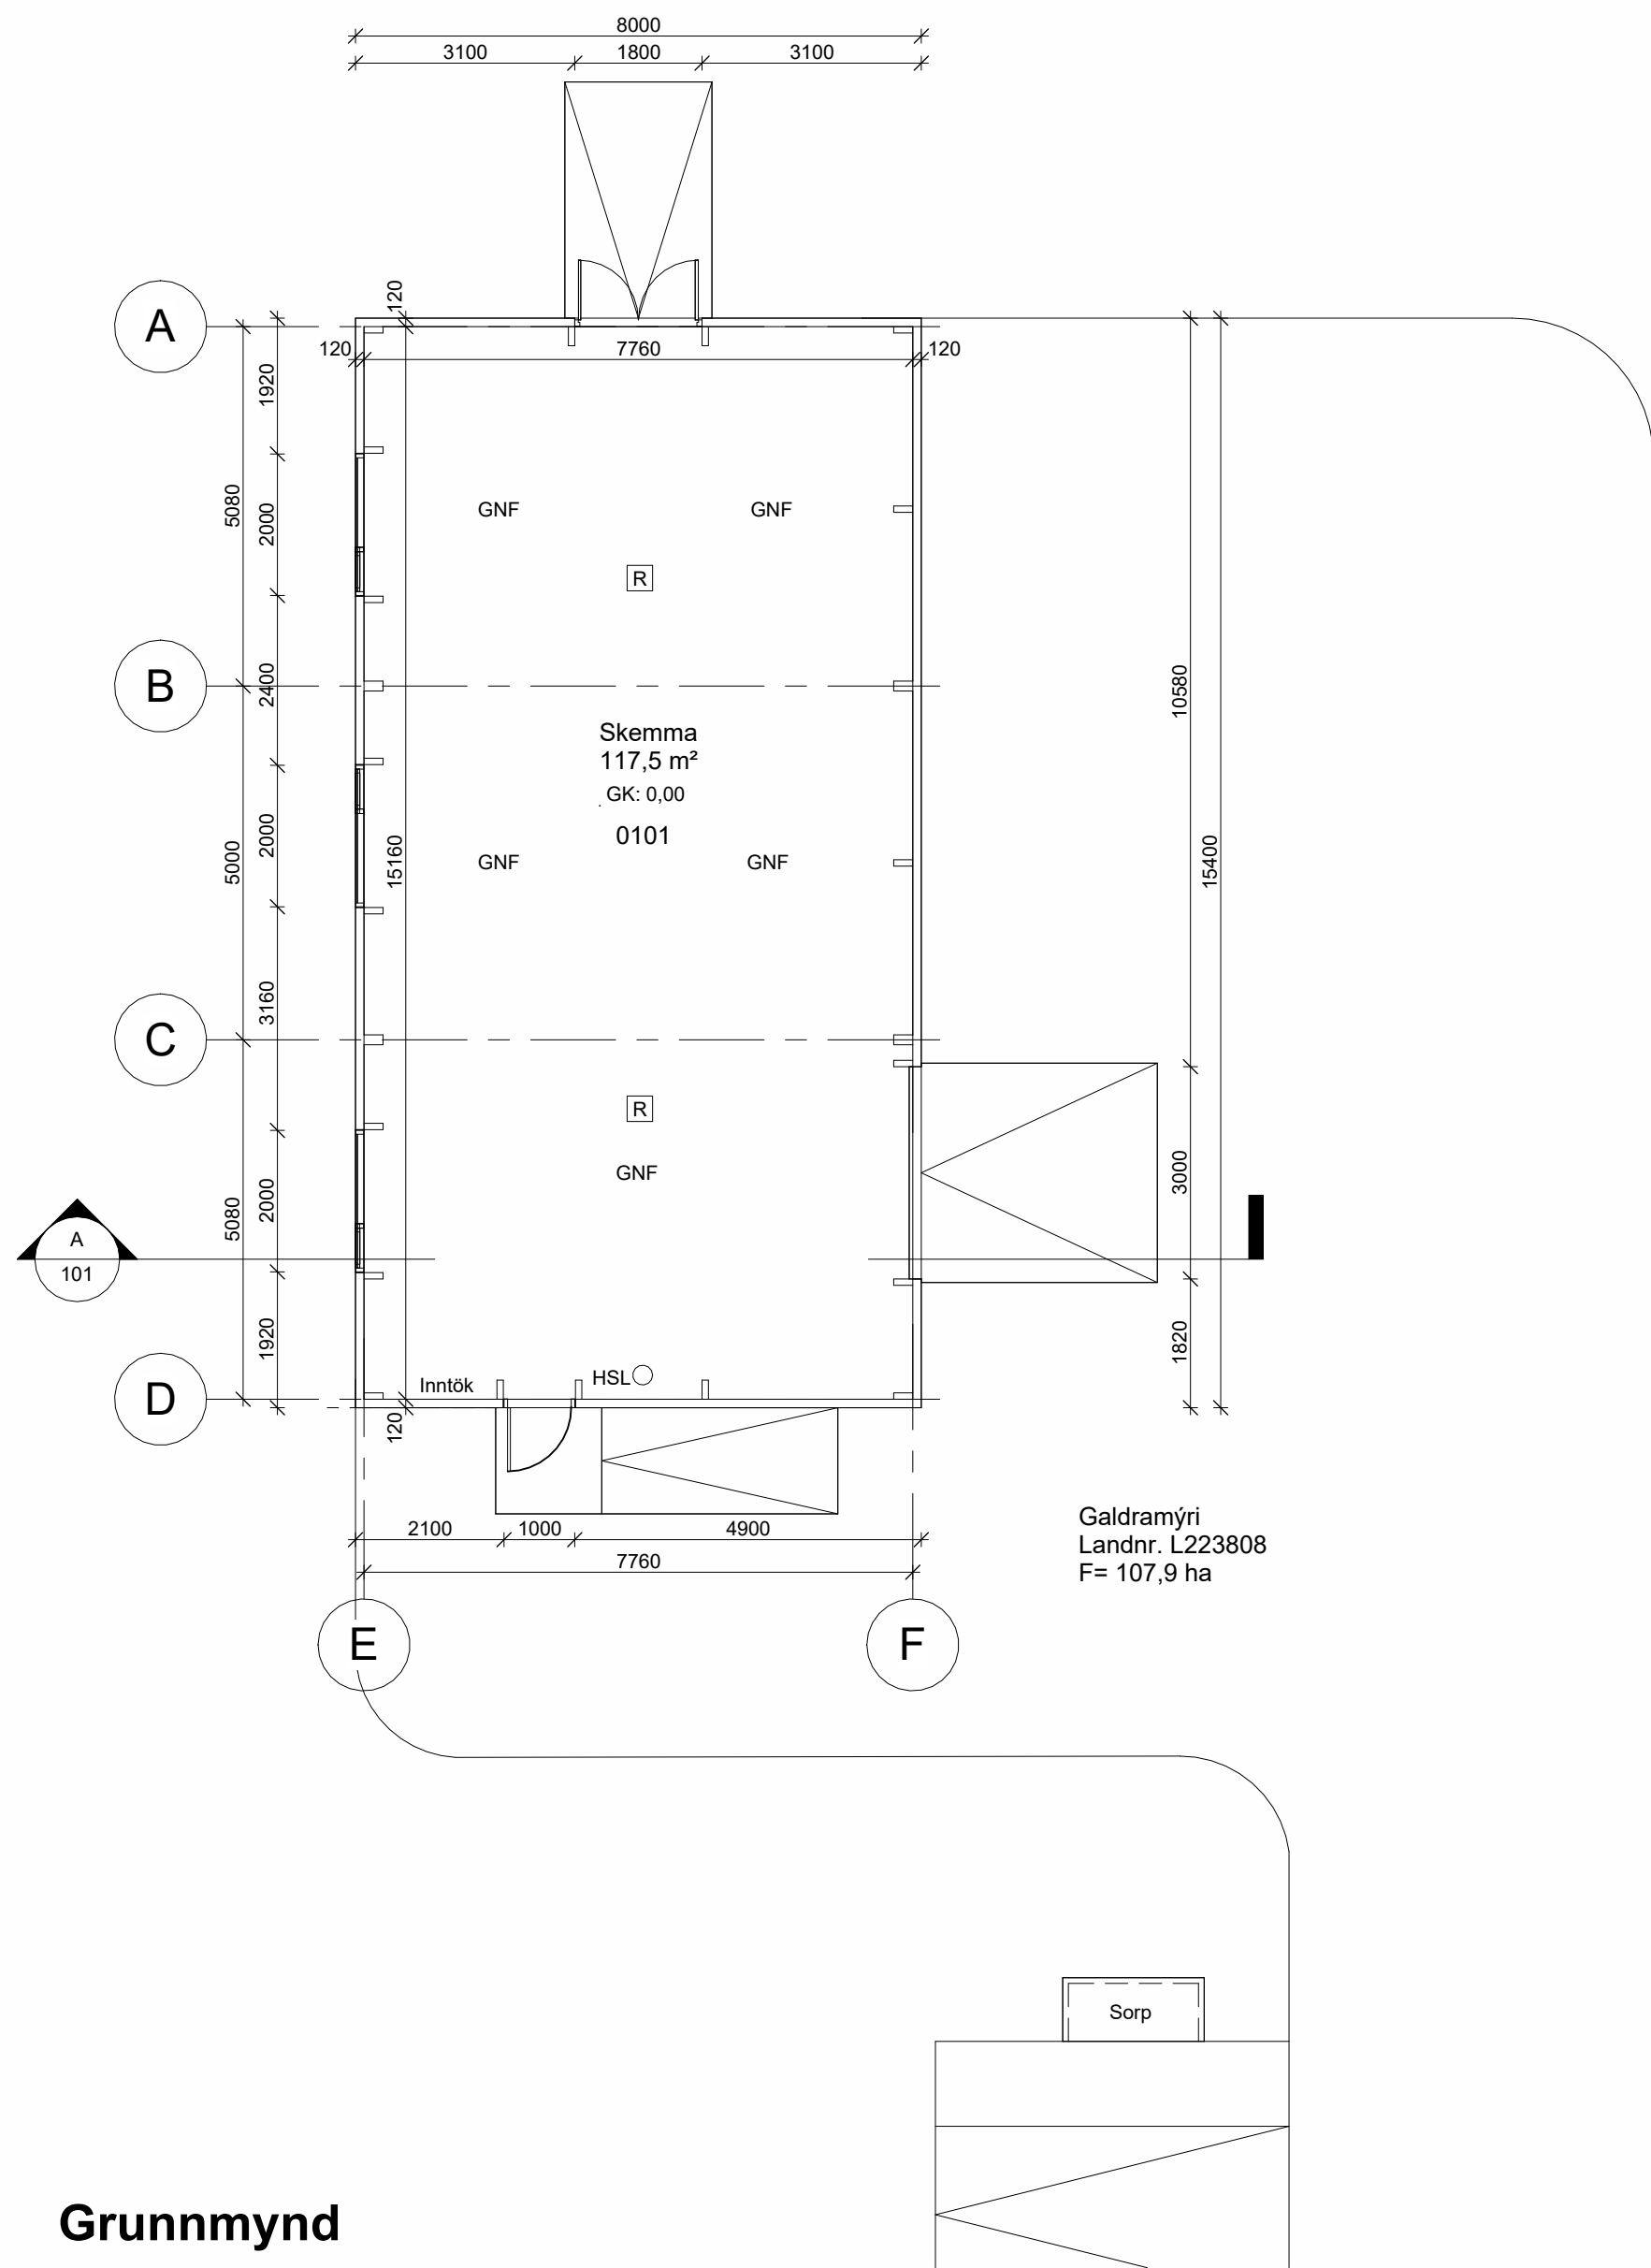 8000
3100 1800 3100
A
120
120 7760 120
1920
5080
2000
GNF GNF
R
B
2400
10580
Skemma
117,5 m²
GK: 0,00
0101
5000
2000
15160
15400
GNF GNF
3160
C
R
GNF
3000
2000
5080
A
101
1920
1820
D
Inntök
HSL
120
2100 1000 4900
7760
Galdramýri
Landnr. L223808
F= 107,9 ha
E F
Sorp
Grunnmynd